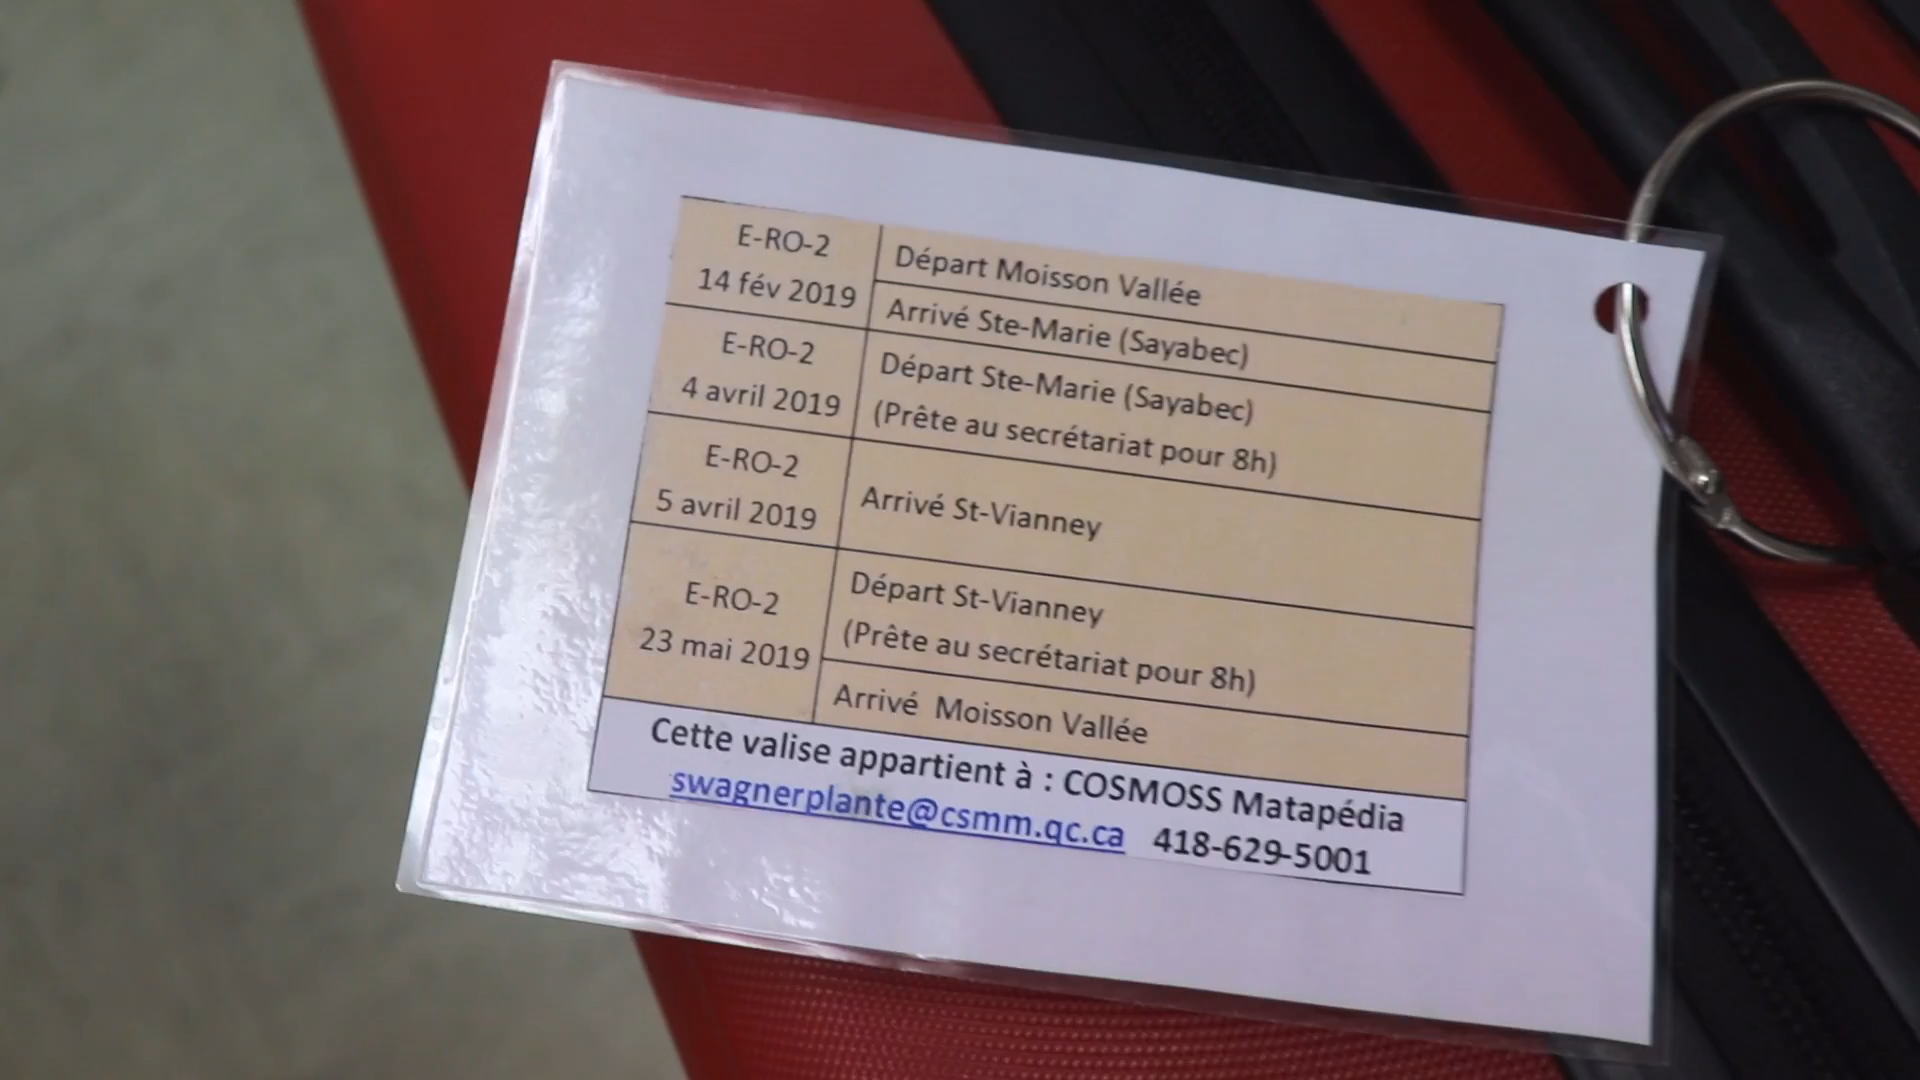 E-RO-2
14 fév 2019
Départ Moisson Vallée
Arrivé Ste-Marie (Sayabec)
E-RO-2
4 avril 2019
Départ Ste-Marie (Sayabec)
(Prête au secrétariat pour 8h)
E-RO-2
5 avril 2019
Arrivé St-Vianney
E-RO-2
23 mai 2019
Départ St-Vianney
(Prête au secrétariat pour 8h)
Arrivé Moisson Vallée
Cette valise appartient à : COSMOSS Matapédia
swagnerplante@csmm.qc.ca 418-629-5001